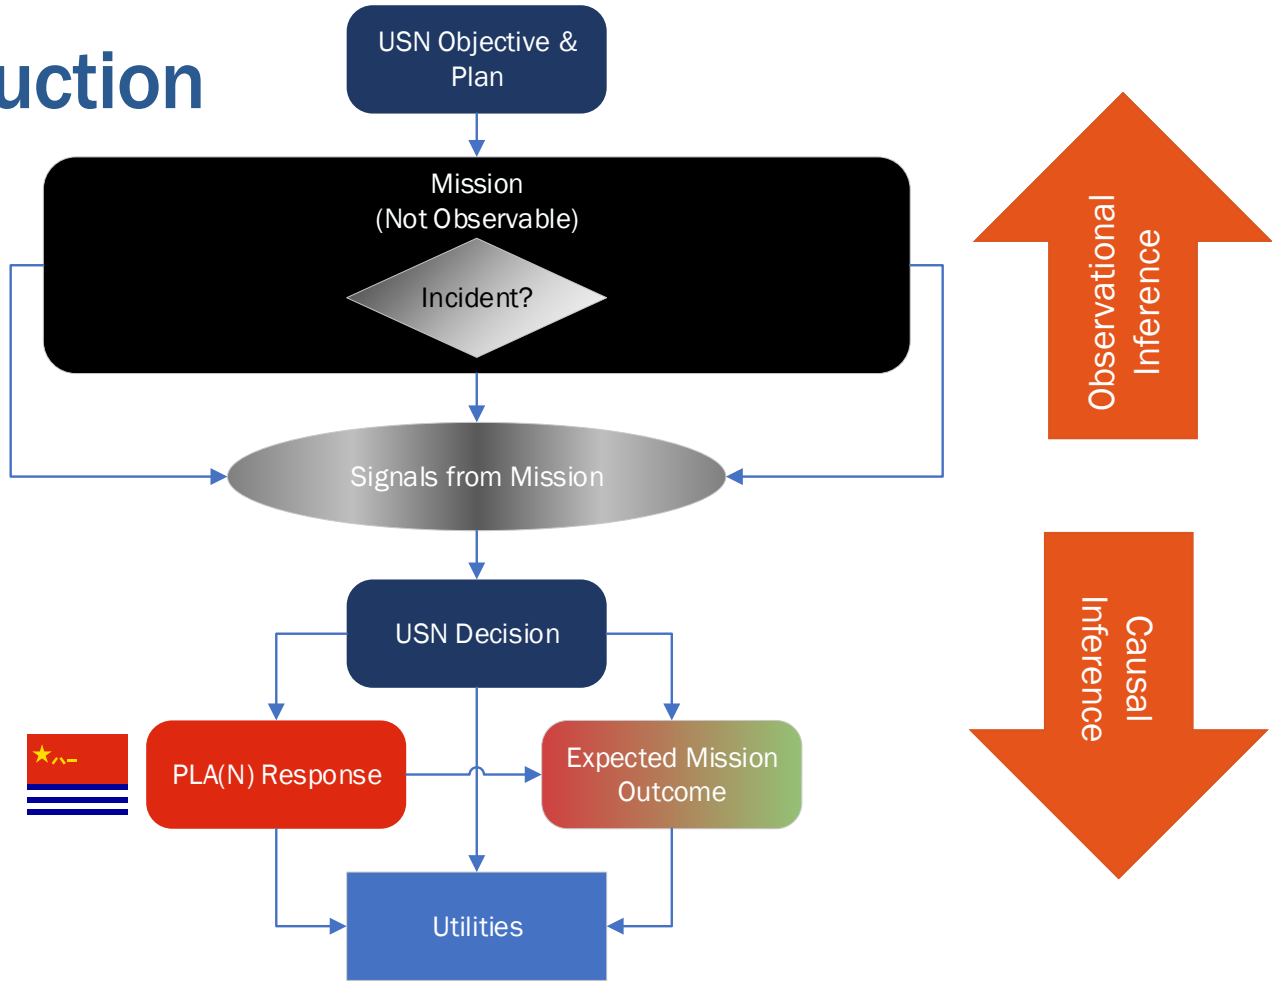 uction
USN Objective &
Plan
Mission
(Not Observable)
Incident?
Signals from Mission
USN Decision
PLA(N) Response
Expected Mission
Outcome
Utilities
Observational
Inference
Causal
Inference